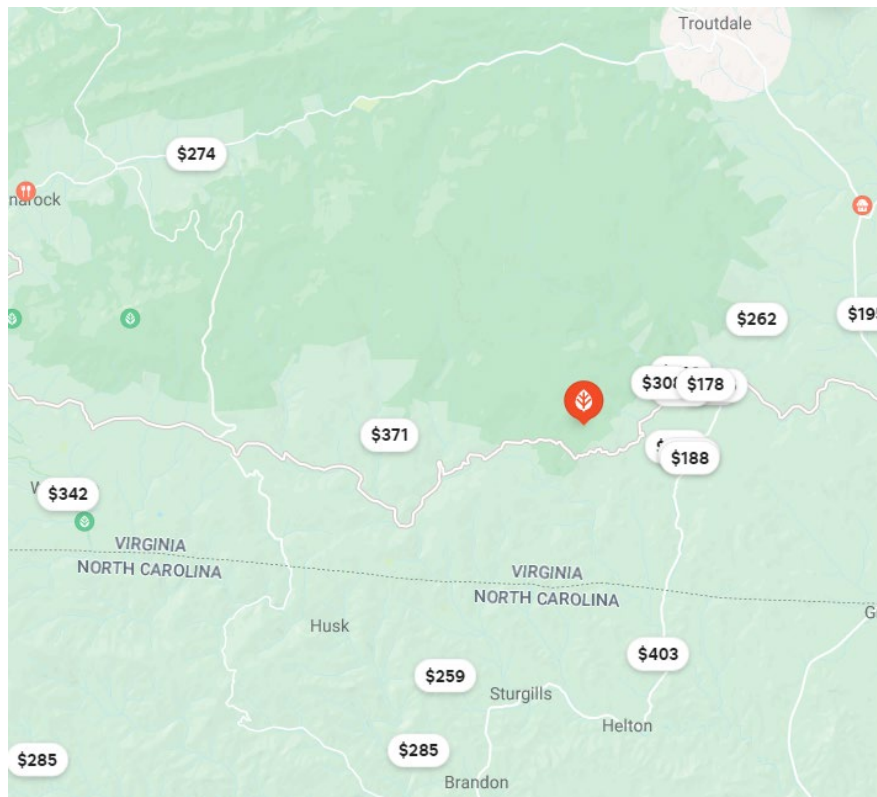 Troutdale
$274
$262
$308
$178
$371
$188
$342
VIRGINIA
NORTH CAROLINA
VIRGINIA
NORTH CAROLINA
Husk
$403
$259
Sturgills
Helton
$285
$285
Brandon